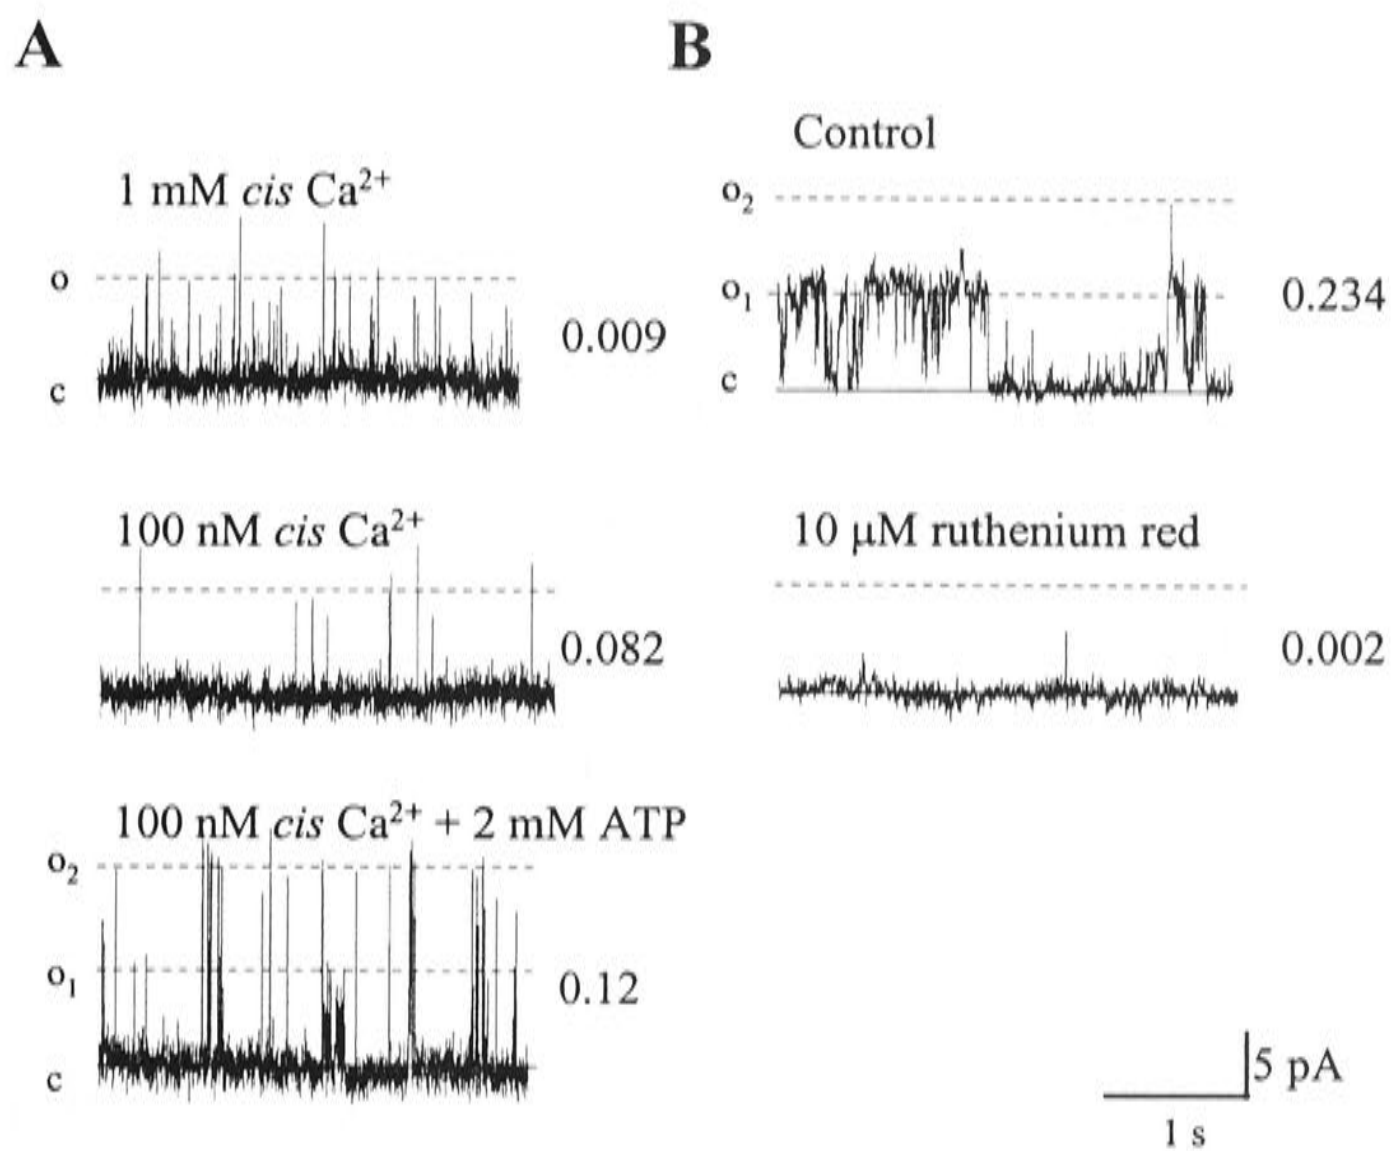 A
1 mM cis Ca²⁺
o
c
0.009
100 nM cis Ca²⁺
0.082
100 nM cis Ca²⁺ + 2 mM ATP
o₂
o₁
c
0.12
B
Control
o₂
o₁
c
0.234
10 μM ruthenium red
0.002
5 pA
1 s